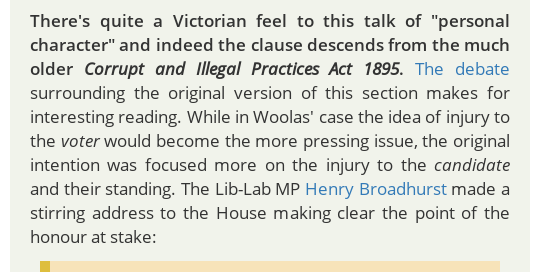 There's quite a Victorian feel to this talk of "personal
character" and indeed the clause descends from the much
older Corrupt and Illegal Practices Act 1895. The debate
surrounding the original version of this section makes for
interesting reading. While in Woolas' case the idea of injury to
the voter would become the more pressing issue, the original
intention was focused more on the injury to the candidate
and their standing. The Lib-Lab MP Henry Broadhurst made a
stirring address to the House making clear the point of the
honour at stake: